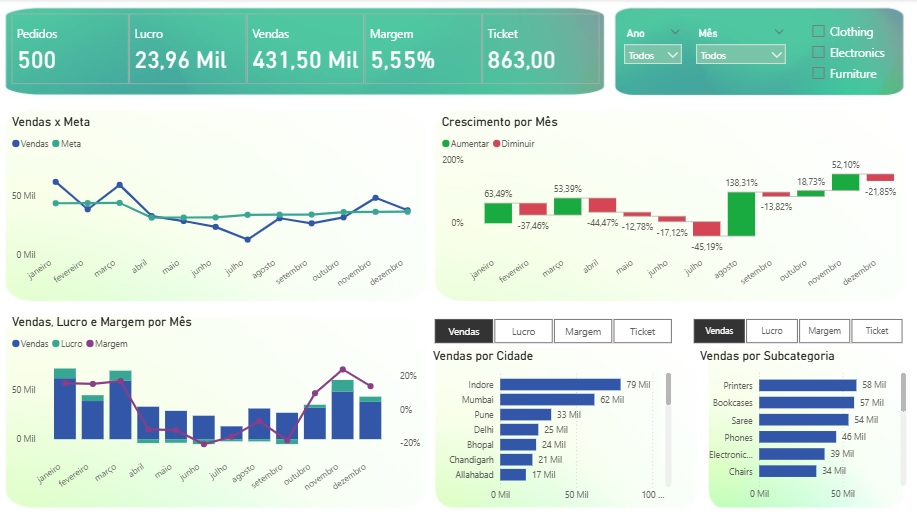 Pedidos
500
Lucro
23,96 Mil
Vendas
431,50 Mil
Margem
5,55%
Ticket
863,00
Ano
Todos
Mês
Todos
Clothing
Electronics
Furniture
Vendas x Meta
Vendas Meta
50 Mil
0 Mil
janeiro
fevereiro
março
abril
maio
junho
julho
agosto
setembro
outubro
novembro
dezembro
Crescimento por Mês
Aumentar Diminuir
200%
0%
63,49%
-37,46%
53,39%
-44,47%
-12,78%
-17,12%
-45,19%
138,31%
-13,82%
18,73%
52,10%
-21,85%
janeiro
fevereiro
março
abril
maio
junho
julho
agosto
setembro
outubro
novembro
dezembro
Vendas, Lucro e Margem por Mês
Vendas Lucro Margem
50 Mil
0 Mil
20%
0%
-20%
janeiro
fevereiro
março
abril
maio
junho
julho
agosto
setembro
outubro
novembro
dezembro
Vendas Lucro Margem Ticket
Vendas por Cidade
Indore 79 Mil
Mumbai 62 Mil
Pune 33 Mil
Delhi 25 Mil
Bhopal 24 Mil
Chandigarh 21 Mil
Allahabad 17 Mil
0 Mil 50 Mil 100 ...
Vendas Lucro Margem Ticket
Vendas por Subcategoria
Printers 58 Mil
Bookcases 57 Mil
Saree 54 Mil
Phones 46 Mil
Electronic... 39 Mil
Chairs 34 Mil
0 Mil 50 Mil